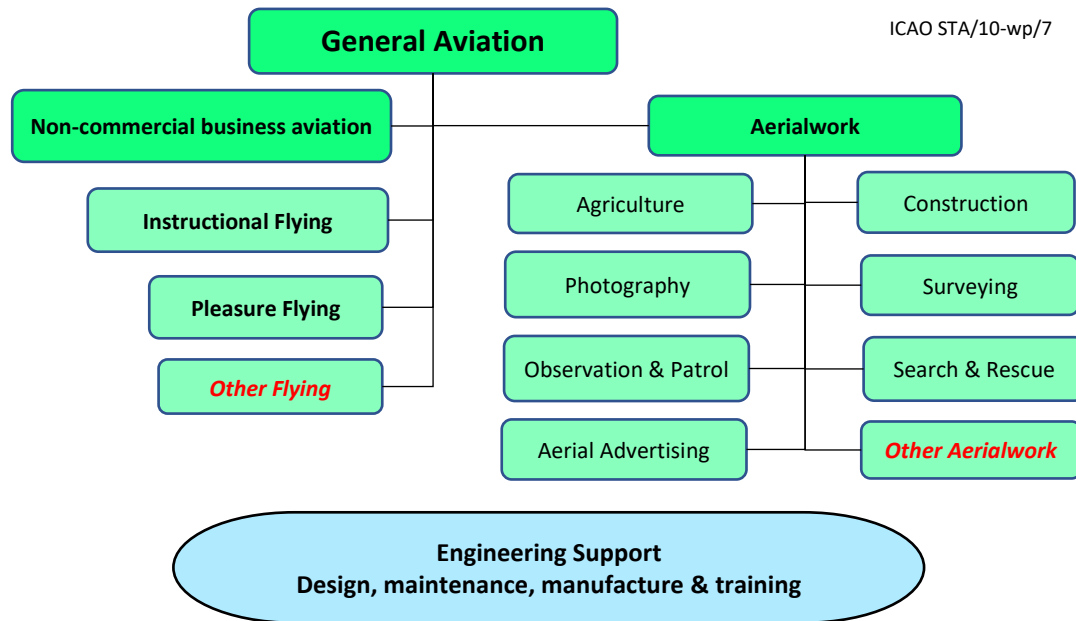 General Aviation
ICAO STA/10-wp/7
Non-commercial business aviation
Aerialwork
Instructional Flying
Pleasure Flying
Other Flying
Agriculture
Construction
Photography
Surveying
Observation & Patrol
Search & Rescue
Aerial Advertising
Other Aerialwork
Engineering Support
Design, maintenance, manufacture & training